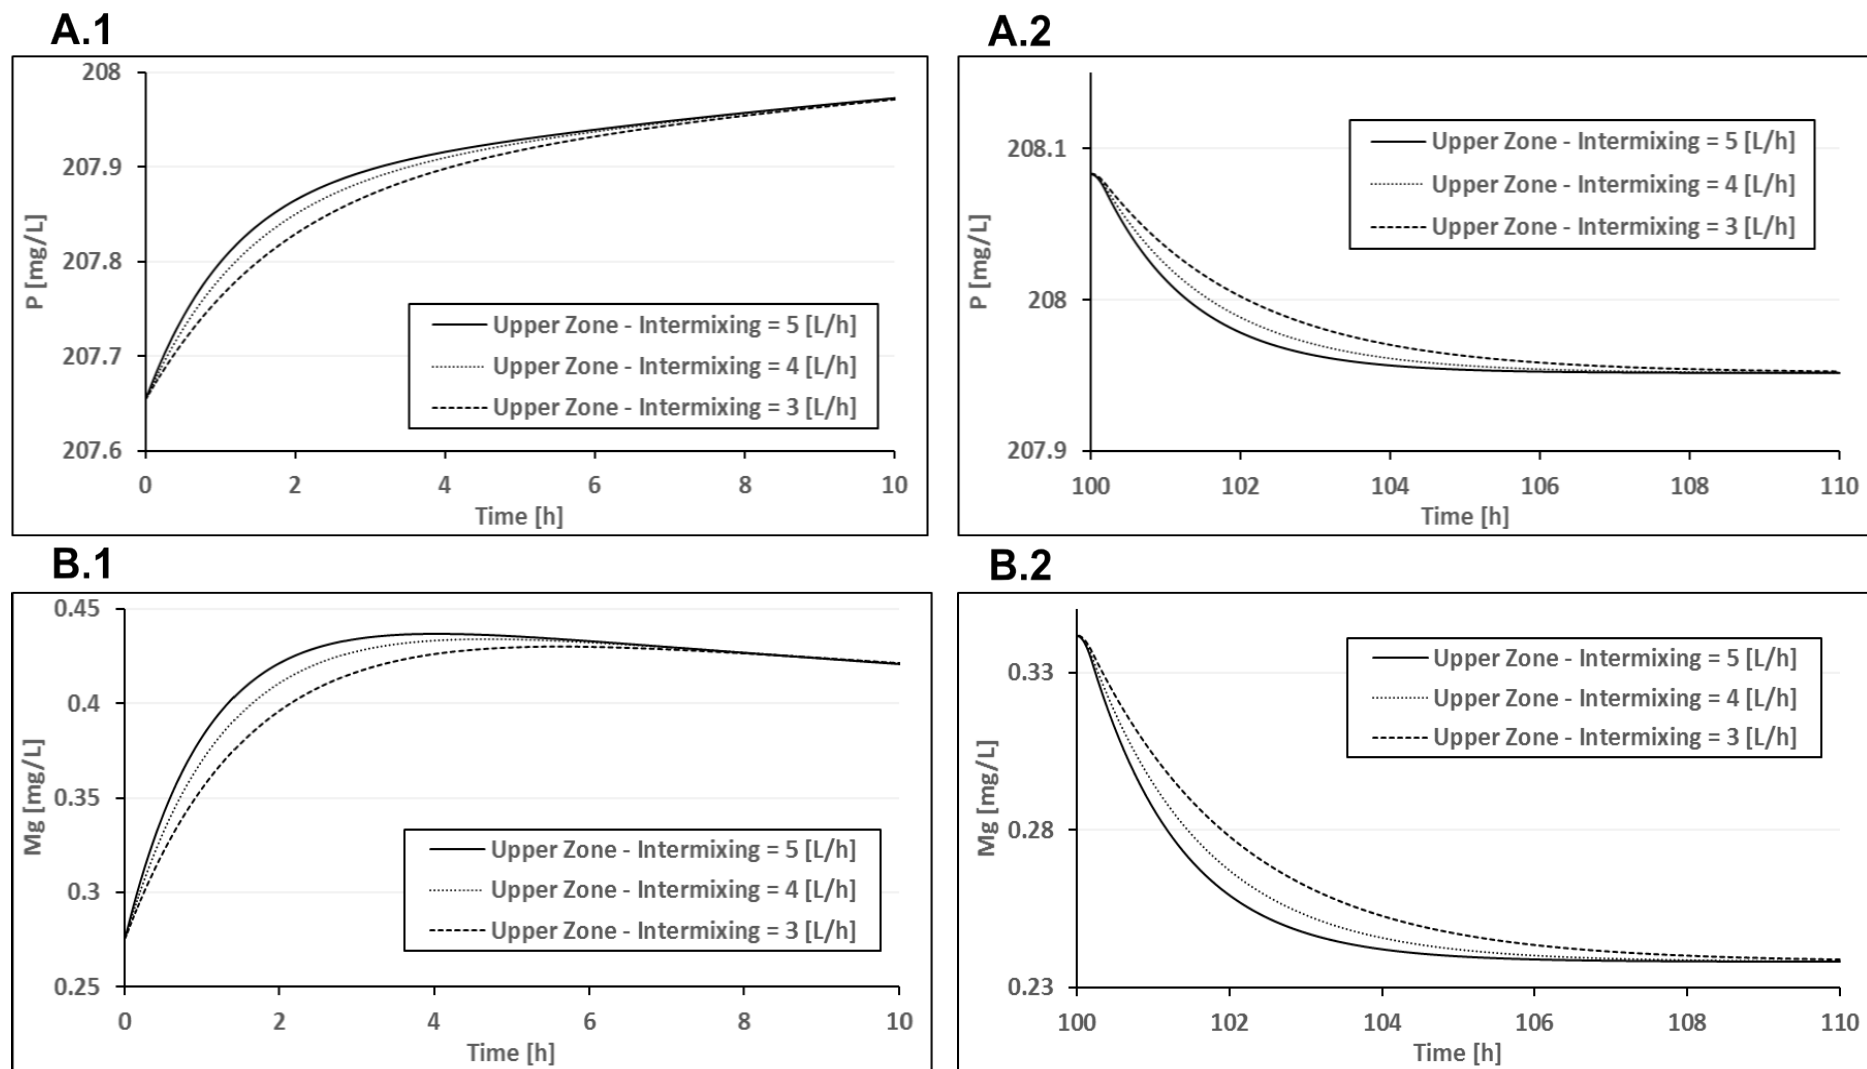 A.1
208
207.9
207.8
207.7
207.6
P [mg/L]
0 2 4 6 8 10
Time [h]
Upper Zone - Intermixing = 5 [L/h]
Upper Zone - Intermixing = 4 [L/h]
Upper Zone - Intermixing = 3 [L/h]
A.2
208.1
208
207.9
P [mg/L]
100 102 104 106 108 110
Time [h]
Upper Zone - Intermixing = 5 [L/h]
Upper Zone - Intermixing = 4 [L/h]
Upper Zone - Intermixing = 3 [L/h]
B.1
0.45
0.4
0.35
0.3
0.25
Mg [mg/L]
0 2 4 6 8 10
Time [h]
Upper Zone - Intermixing = 5 [L/h]
Upper Zone - Intermixing = 4 [L/h]
Upper Zone - Intermixing = 3 [L/h]
B.2
0.33
0.28
0.23
Mg [mg/L]
100 102 104 106 108 110
Time [h]
Upper Zone - Intermixing = 5 [L/h]
Upper Zone - Intermixing = 4 [L/h]
Upper Zone - Intermixing = 3 [L/h]